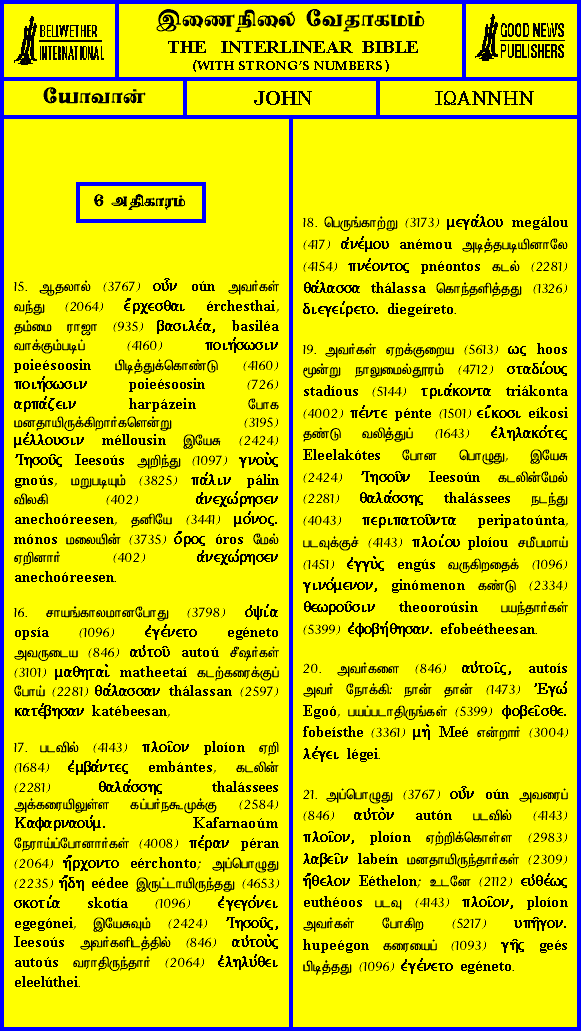 BELLWETHER
INTERNATIONAL
இணைநிலை வேதாகமம்
THE INTERLINEAR BIBLE
(WITH STRONG'S NUMBERS)
GOOD NEWS
PUBLISHERS
யோவான்
JOHN
ΙΩΑΝΝΗΝ
6 அதிகாரம்
15. ஆதலால் (3767) οὖν oún அவர்கள்
வந்து (2064) ἔρχεσθαι érchesthai,
தம்மை ராஜா (935) βασιλέα, basiléa
வாக்கும்படிப் (4160) ποιήσωσιν
poieésoosin பிடித்துக்கொண்டு (4160)
ποιήσωσιν poieésoosin (726)
αρπάζειν harpázein போக
மனதாயிருக்கிறார்களென்று (3195)
μέλλουσιν méllousin இயேசு (2424)
Ἰησοῦς Ieesoús அறிந்து (1097) γνοὺς
gnoús, மறுபடியும் (3825) πάλιν pálin
விலகி (402) ἀνεχώρησεν
anechoóreesen, தனியே (3441) μόνος.
mónos மலையின் (3735) ὄρος óros மேல்
ஏறினார் (402) ἀνεχώρησεν
anechoóreesen.
16. சாயங்காலமானபோது (3798) ὀψία
opsía (1096) ἐγένετο egéneto
அவருடைய (846) αὐτοῦ autoú சீஷர்கள்
(3101) μαθηταὶ matheetaí கடற்கரைக்குப்
போய் (2281) θάλασσαν thálassan (2597)
κατέβησαν katébeesan,
17. படவில் (4143) πλοῖον ploíon ஏறி
(1684) ἐμβάντες embántes, கடலின்
(2281) θαλάσσης thalássees
அக்கரையிலுள்ள கப்பர்நகூமுக்கு (2584)
Καφαρναούμ. Kafarnaoúm
நேராய்ப்போனார்கள் (4008) πέραν péran
(2064) ἤρχοντο eérchonto; அப்பொழுது
(2235) ἤδη eédee இருட்டாயிருந்தது (4653)
σκοτία skotía (1096) ἐγεγόνει
egegónei, இயேசுவும் (2424) Ἰησοῦς,
Ieesoús அவர்களிடத்தில் (846) αὐτοὺς
autoús வராதிருந்தார் (2064) ἐληλύθει
eleelúthei.
18. பெருங்காற்று (3173) μεγάλου megálou
(417) ἀνέμου anémou அடித்தபடியினாலே
(4154) πνέοντος pnéontos கடல் (2281)
θάλασσα thálassa கொந்தளித்தது (1326)
διεγείρετο. diegeíreto.
19. அவர்கள் ஏறக்குறைய (5613) ως hoos
மூன்று நாலுமைல்தூரம் (4712) σταδίους
stadíous (5144) τριάκοντα triákonta
(4002) πέντε pénte (1501) εἴκοσι eíkosi
தண்டு வலித்துப் (1643) ἐληλακότες
Eleelakótes போன பொழுது, இயேசு
(2424) Ἰησοῦν Ieesoún கடலின்மேல்
(2281) θαλάσσης thalássees நடந்து
(4043) περιπατοῦντα peripatoúnta,
படவுக்குச் (4143) πλοίου ploíou சமீபமாய்
(1451) ἐγγὺς engús வருகிறதைக் (1096)
γινόμενον, ginómenon கண்டு (2334)
θεωροῦσιν theooroúsin பயந்தார்கள்
(5399) ἐφοβήθησαν. efobeétheesan.
20. அவர்களை (846) αυτοῖς, autoís
அவர் நோக்கி: நான் தான் (1473) Ἐγώ
Egoó, பயப்படாதிருங்கள் (5399) φοβεῖσθε.
fobeísthe (3361) μὴ Meé என்றார் (3004)
λέγει légei.
21. அப்பொழுது (3767) οὖν oún அவரைப்
(846) αὐτὸν autón படவில் (4143)
πλοῖον, ploíon ஏற்றிக்கொள்ள (2983)
λαβεῖν labeín மனதாயிருந்தார்கள் (2309)
ἤθελον Eéthelon; உடனே (2112) εὐθέως
euthéoos படவு (4143) πλοῖον, ploíon
அவர்கள் போகிற (5217) υπῆγον.
hupeégon கரையைப் (1093) γῆς geés
பிடித்தது (1096) ἐγένετο egéneto.